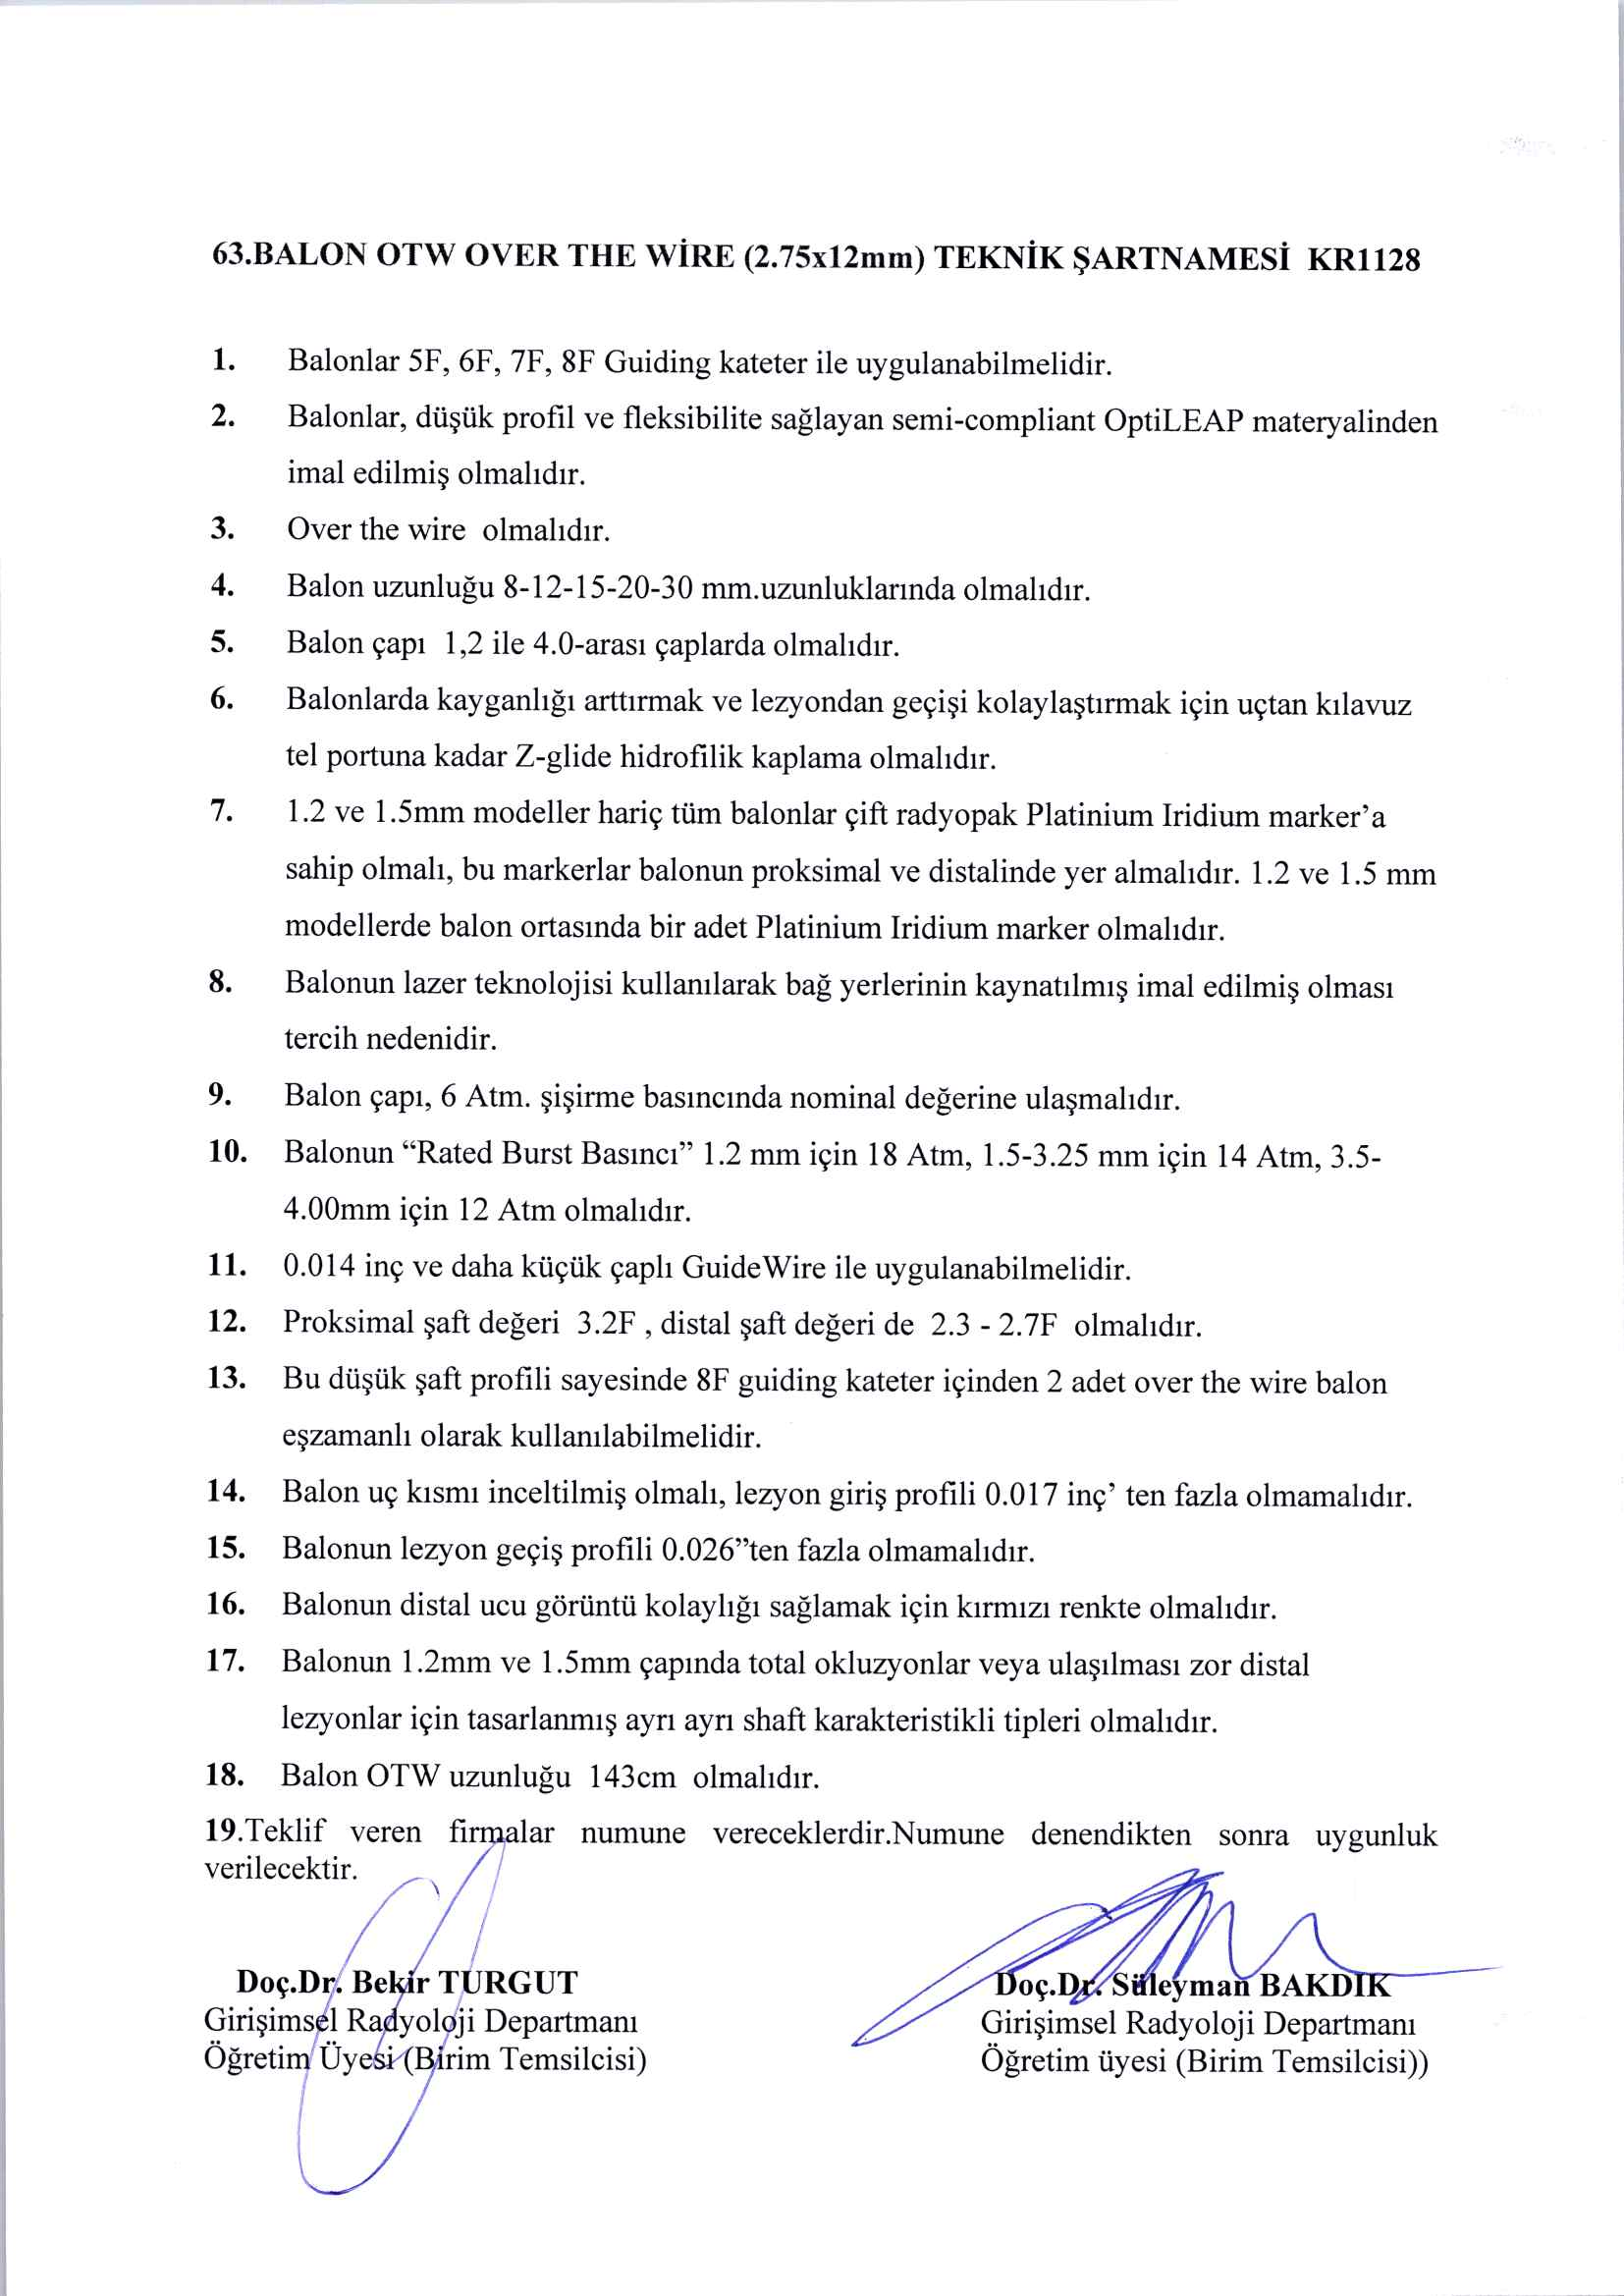 63.BALON OTW OVER THE WİRE (2.75x12mm) TEKNİK ŞARTNAMESİ KR1128
1. Balonlar 5F, 6F, 7F, 8F Guiding kateter ile uygulanabilmelidir.
2. Balonlar, düşük profil ve fleksibilite sağlayan semi-compliant OptiLEAP materyalinden
imal edilmiş olmalıdır.
3. Over the wire olmalıdır.
4. Balon uzunluğu 8-12-15-20-30 mm.uzunluklarında olmalıdır.
5. Balon çapı 1,2 ile 4.0-arası çaplarda olmalıdır.
6. Balonlarda kayganlığı arttırmak ve lezyondan geçişi kolaylaştırmak için uçtan kılavuz
tel portuna kadar Z-glide hidrofilik kaplama olmalıdır.
7. 1.2 ve 1.5mm modeller hariç tüm balonlar çift radyopak Platinium Iridium marker’a
sahip olmalı, bu markerlar balonun proksimal ve distalinde yer almalıdır. 1.2 ve 1.5 mm
modellerde balon ortasında bir adet Platinium Iridium marker olmalıdır.
8. Balonun lazer teknolojisi kullanılarak bağ yerlerinin kaynatılmış imal edilmiş olması
tercih nedenidir.
9. Balon çapı, 6 Atm. şişirme basıncında nominal değerine ulaşmalıdır.
10. Balonun “Rated Burst Basıncı” 1.2 mm için 18 Atm, 1.5-3.25 mm için 14 Atm, 3.5-
4.00mm için 12 Atm olmalıdır.
11. 0.014 inç ve daha küçük çaplı GuideWire ile uygulanabilmelidir.
12. Proksimal şaft değeri 3.2F , distal şaft değeri de 2.3 - 2.7F olmalıdır.
13. Bu düşük şaft profili sayesinde 8F guiding kateter içinden 2 adet over the wire balon
eşzamanlı olarak kullanılabilmelidir.
14. Balon uç kısmı inceltilmiş olmalı, lezyon giriş profili 0.017 inç’ ten fazla olmamalıdır.
15. Balonun lezyon geçiş profili 0.026”ten fazla olmamalıdır.
16. Balonun distal ucu görüntü kolaylığı sağlamak için kırmızı renkte olmalıdır.
17. Balonun 1.2mm ve 1.5mm çapında total okluzyonlar veya ulaşılması zor distal
lezyonlar için tasarlanmış ayrı ayrı shaft karakteristikli tipleri olmalıdır.
18. Balon OTW uzunluğu 143cm olmalıdır.
19.Teklif veren firmalar numune vereceklerdir.Numune denendikten sonra uygunluk
verilecektir.
Doç.Dr. Bekir TURGUT
Girişimsel Radyoloji Departmanı
Öğretim Üyesi (Birim Temsilcisi)
Doç.Dr. Süleyman BAKDIK
Girişimsel Radyoloji Departmanı
Öğretim üyesi (Birim Temsilcisi))